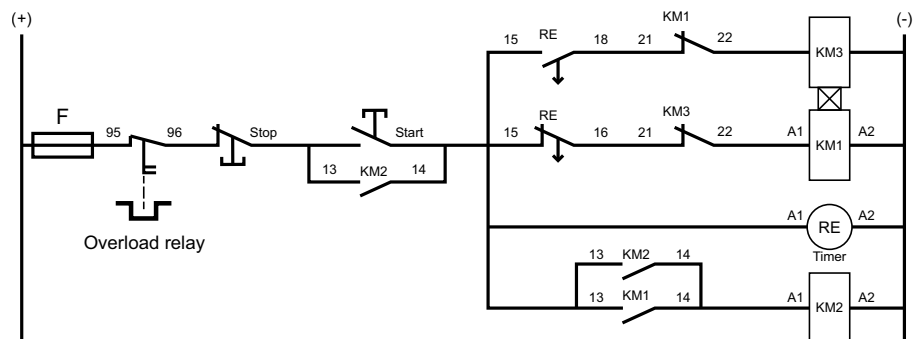 (+)
KM1
(-)
15
RE
18
21
22
KM3
F
95
96
Stop
Start
15
RE
16
21
KM3
22
A1
KM1
A2
13
KM2
14
Overload relay
A1
RE
A2
Timer
13
KM2
14
13
KM1
14
A1
KM2
A2